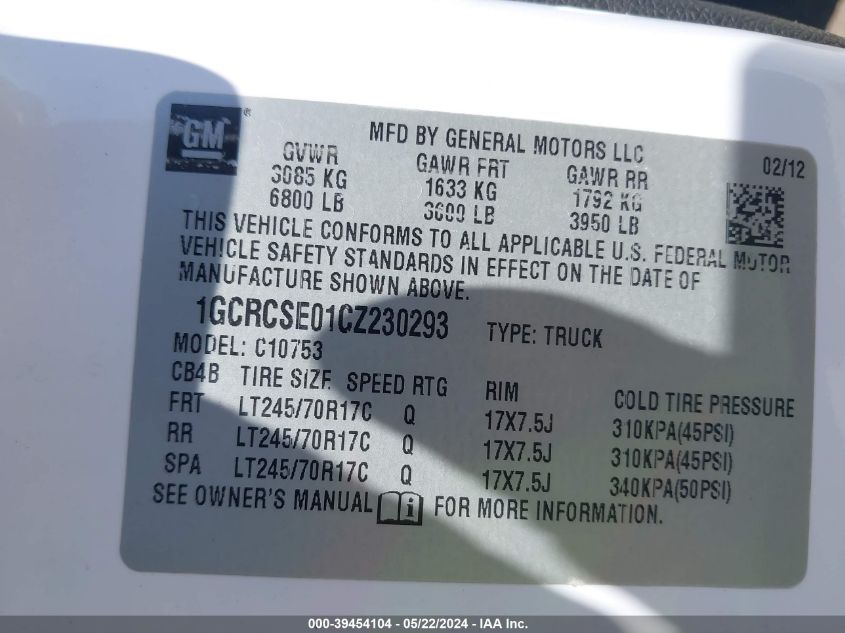 GM ®
MFD BY GENERAL MOTORS LLC
02/12
GVWR GAWR FRT GAWR RR
3085 KG 1633 KG 1792 KG
6800 LB 3600 LB 3950 LB
THIS VEHICLE CONFORMS TO ALL APPLICABLE U.S. FEDERAL MOTOR
VEHICLE SAFETY STANDARDS IN EFFECT ON THE DATE OF
MANUFACTURE SHOWN ABOVE.
1GCRCSE01CZ230293 TYPE: TRUCK
MODEL: C10753
CB4B TIRE SIZE SPEED RTG RIM COLD TIRE PRESSURE
FRT LT245/70R17C Q 17X7.5J 310KPA(45PSI)
RR LT245/70R17C Q 17X7.5J 310KPA(45PSI)
SPA LT245/70R17C Q 17X7.5J 340KPA(50PSI)
SEE OWNER'S MANUAL i FOR MORE INFORMATION.
000-39454104 - 05/22/2024 - IAA, Inc.